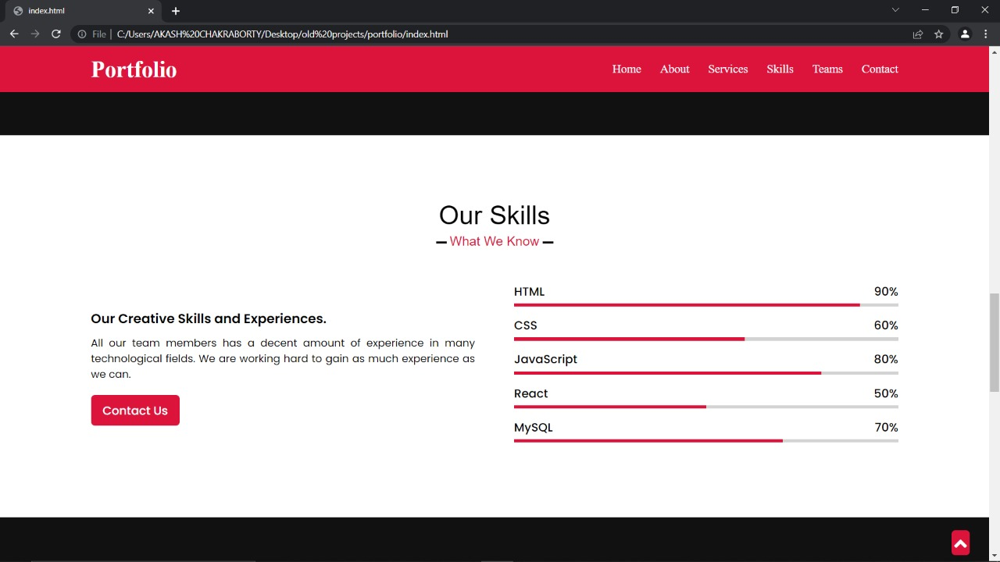 index.html
File
C:/Users/AKASH%20CHAKRABORTY/Desktop/old%20projects/portfolio/index.html
Portfolio
Home About Services Skills Teams Contact
Our Skills
What We Know
Our Creative Skills and Experiences.
All our team members has a decent amount of experience in many
technological fields. We are working hard to gain as much experience as
we can.
Contact Us
HTML 90%
CSS 60%
JavaScript 80%
React 50%
MySQL 70%